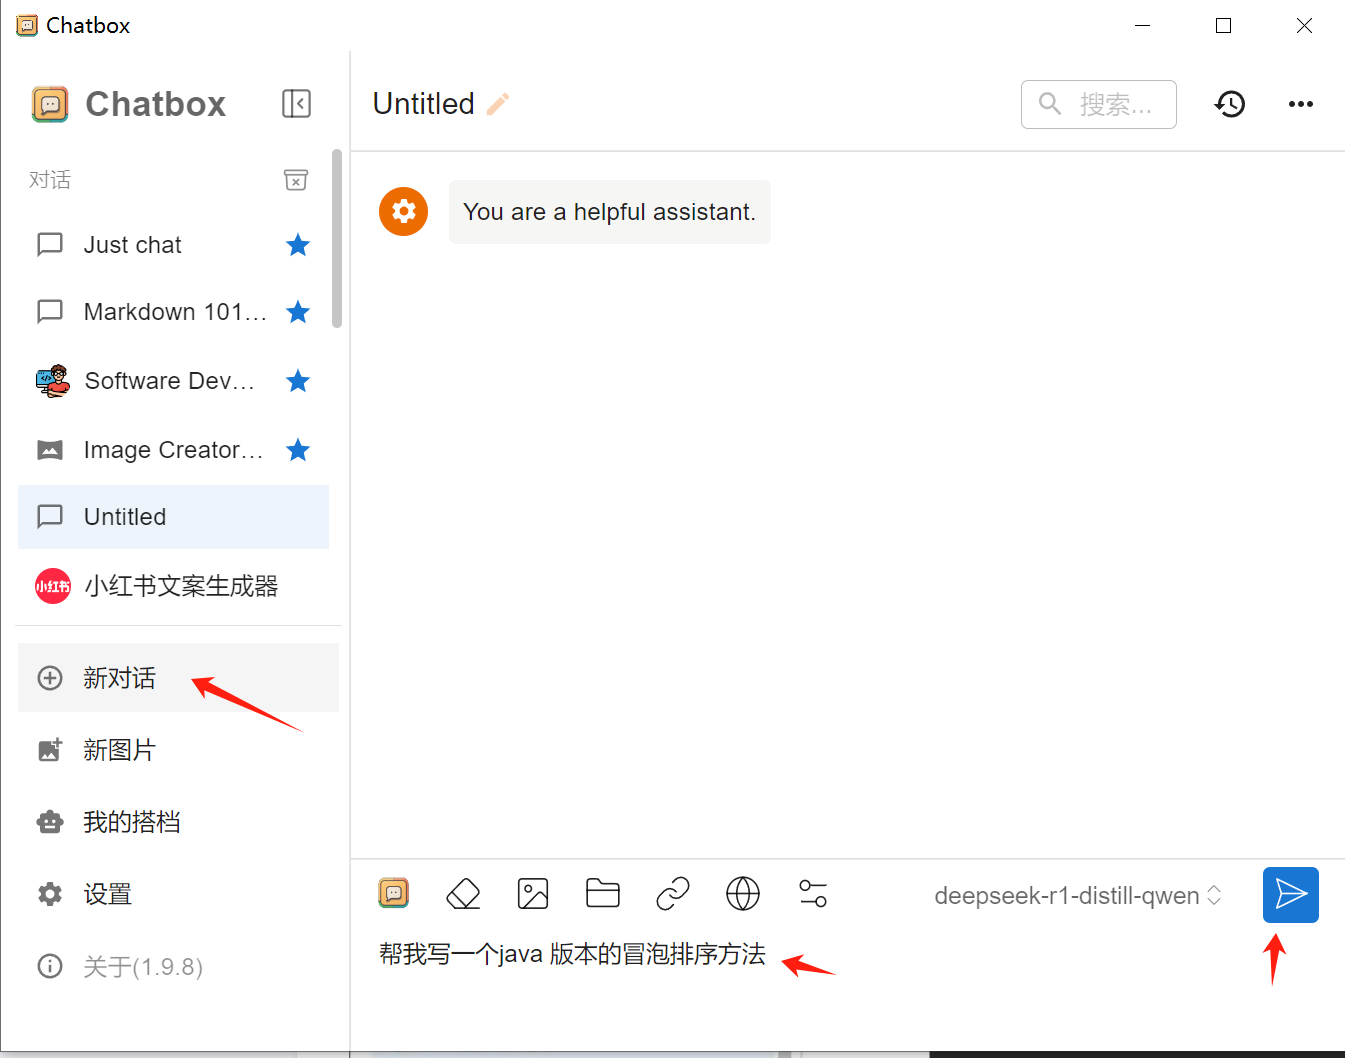 Chatbox
Chatbox
对话
Just chat
Markdown 101...
Software Dev...
Image Creator...
Untitled
小红书
小红书文案生成器
新对话
新图片
我的搭档
设置
关于(1.9.8)
Untitled
搜索...
You are a helpful assistant.
deepseek-r1-distill-qwen
帮我写一个java 版本的冒泡排序方法